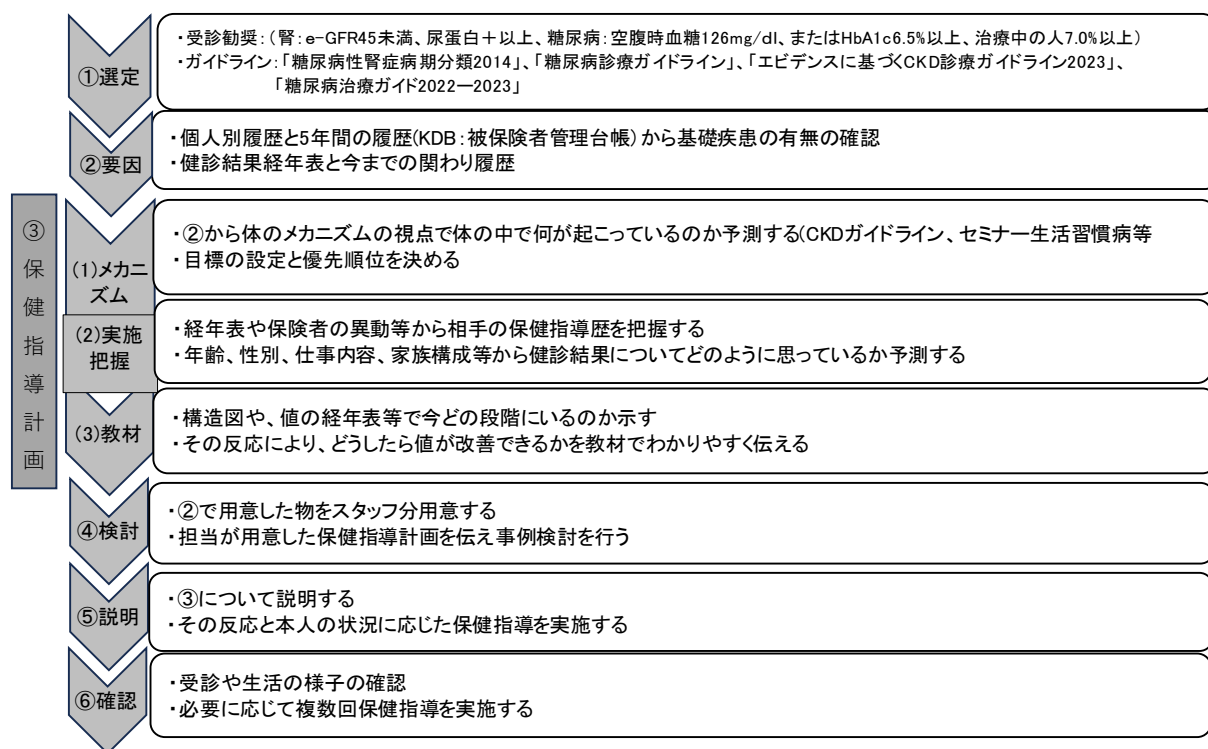 ①選定
・受診勧奨：（腎：e-GFR45未満、尿蛋白＋以上、糖尿病：空腹時血糖126mg/dl、またはHbA1c6.5％以上、治療中の人7.0％以上）
・ガイドライン：「糖尿病性腎症病期分類2014」、「糖尿病診療ガイドライン」、「エビデンスに基づくCKD診療ガイドライン2023」、
「糖尿病治療ガイド2022ー2023」
②要因
・個人別履歴と5年間の履歴(KDB：被保険者管理台帳)から基礎疾患の有無の確認
・健診結果経年表と今までの関わり履歴
③保健指導計画
(1)メカニ
ズム
・②から体のメカニズムの視点で体の中で何が起こっているのか予測する(CKDガイドライン、セミナー生活習慣病等
・目標の設定と優先順位を決める
(2)実施
把握
・経年表や保険者の異動等から相手の保健指導歴を把握する
・年齢、性別、仕事内容、家族構成等から健診結果についてどのように思っているか予測する
(3)教材
・構造図や、値の経年表等で今どの段階にいるのか示す
・その反応により、どうしたら値が改善できるかを教材でわかりやすく伝える
④検討
・②で用意した物をスタッフ分用意する
・担当が用意した保健指導計画を伝え事例検討を行う
⑤説明
・③について説明する
・その反応と本人の状況に応じた保健指導を実施する
⑥確認
・受診や生活の様子の確認
・必要に応じて複数回保健指導を実施する